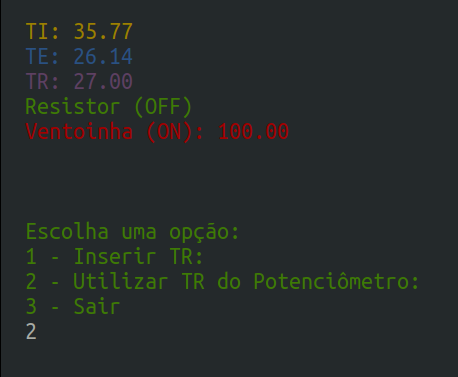 TI: 35.77
TE: 26.14
TR: 27.00
Resistor (OFF)
Ventoinha (ON): 100.00
Escolha uma opção:
1 - Inserir TR:
2 - Utilizar TR do Potenciômetro:
3 - Sair
2